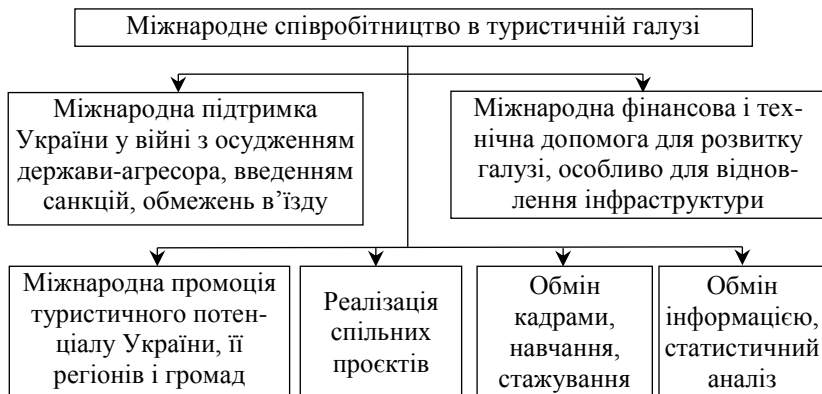 Міжнародне співробітництво в туристичній галузі
Міжнародна підтримка
України у війні з осудженням
держави-агресора, введенням
санкцій, обмежень в’їзду
Міжнародна фінансова і тех-
нічна допомога для розвитку
галузі, особливо для віднов-
лення інфраструктури
Міжнародна промоція
туристичного потен-
ціалу України, її
регіонів і громад
Реалізація
спільних
проєктів
Обмін
кадрами,
навчання,
стажування
Обмін
інформацією,
статистичний
аналіз